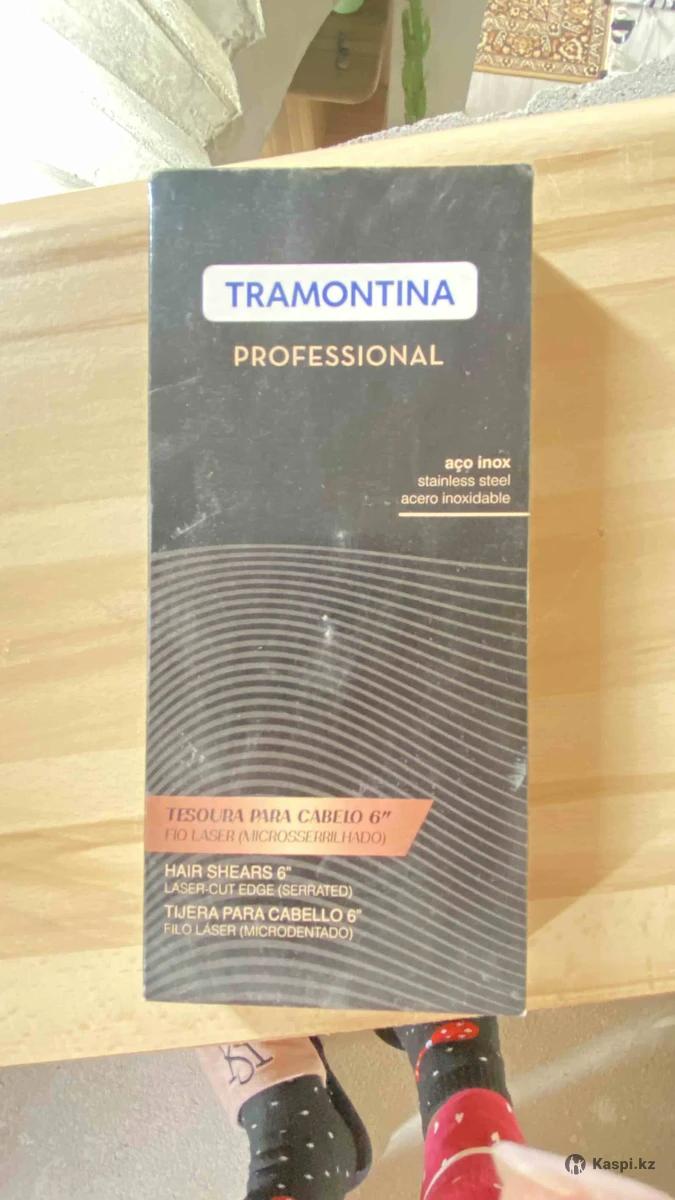 TRAMONTINA
PROFESSIONAL
aço inox
stainless steel
acero inoxidable
TESOURA PARA CABELO 6"
FIO LASER (MICROSSERRILHADO)
HAIR SHEARS 6"
LASER-CUT EDGE (SERRATED)
TIJERA PARA CABELLO 6"
FILO LÁSER (MICRODENTADO)
Kaspi.kz